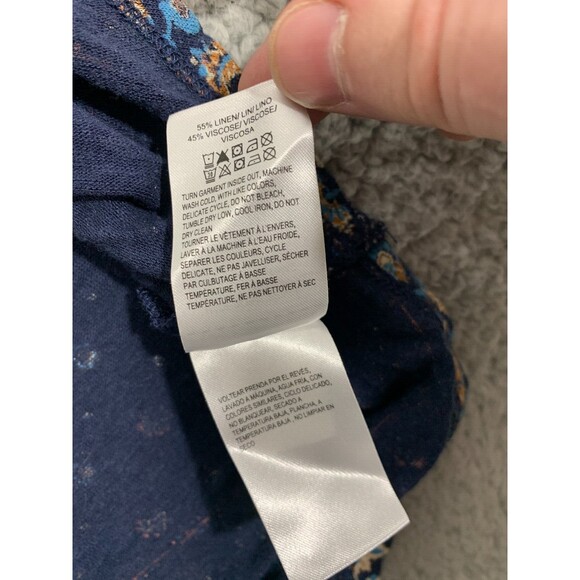 55% LINEN/ LIN/ LINO
45% VISCOSE/ VISCOSE/
VISCOSA
TURN GARMENT INSIDE OUT, MACHINE
WASH COLD, WITH LIKE COLORS,
DELICATE CYCLE, DO NOT BLEACH,
TUMBLE DRY LOW, COOL IRON, DO NOT
DRY CLEAN
TOURNER LE VÊTEMENT À L'ENVERS,
LAVER À LA MACHINE À L'EAU FROIDE,
SEPARER LES COULEURS, CYCLE
DELICATE, NE PAS JAVELLISER, SÉCHER
PAR CULBUTAGE À BASSE
TEMPÉRATURE, FER À BASSE
TEMPÉRATURE, NE PAS NETTOYER À SEC
VOLTEAR PRENDA POR EL REVÉS,
LAVADO A MÁQUINA, AGUA FRÍA, CON
COLORES SIMILARES, CICLO DELICADO,
NO BLANQUEAR, SECADO A
TEMPERATURA BAJA, PLANCHA, A
TEMPERATURA BAJA , NO LIMPIAR EN
SECO